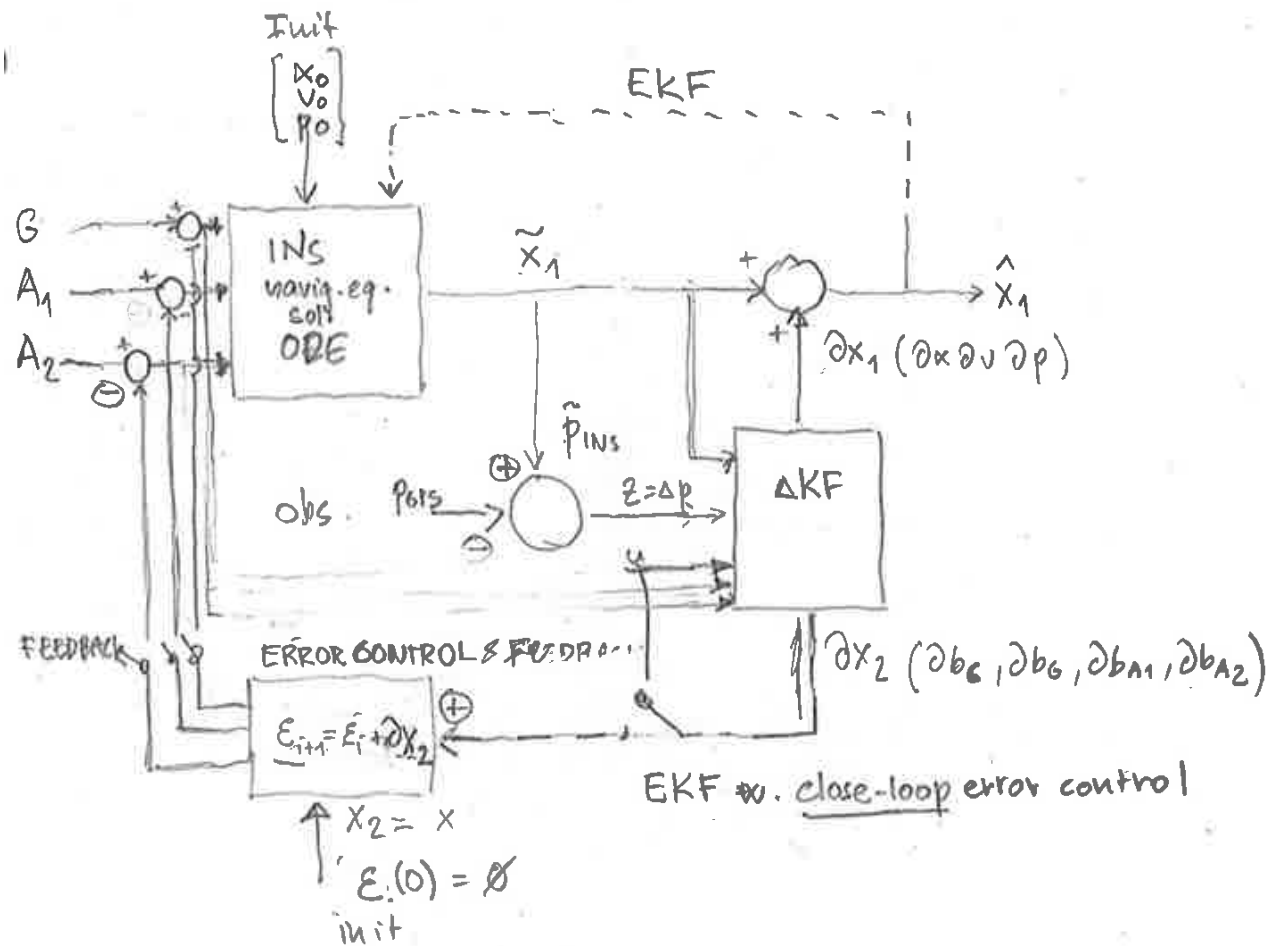 Init
α₀
v₀
p₀
EKF
G
+
INS
navig. eq.
ODE
x̃₁
+
x̂₁
A₁
+
-
A₂
+
-
+
∂x₁ (∂α ∂v ∂p)
p̃INS
+
obs.
pGPS
-
z=Δp
ΔKF
u
FEEDBACK
ERROR CONTROL &
∂x₂ (∂bG, ∂bG, ∂bA1, ∂bA2)
εi+1 = εi + ∂x₂
+
EKF w. close-loop error control
x₂ = x
ε.(0) = ∅
init